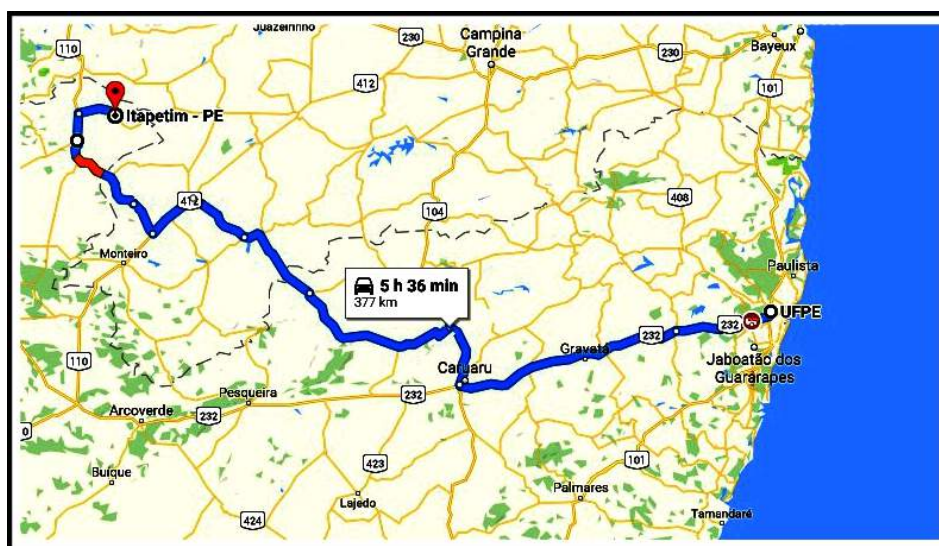 Juazeirinho
230
Campina
Grande
230
Bayeux
110
101
412
Itapetim - PE
412
104
408
Monteiro
Paulista
5 h 36 min
377 km
UFPE
232
232
Gravatá
Jaboatão dos
Guararapes
110
Caruaru
Pesqueira
232
Arcoverde
232
0
423
101
Buíque
Lajedo
Palmares
424
Tamandaré